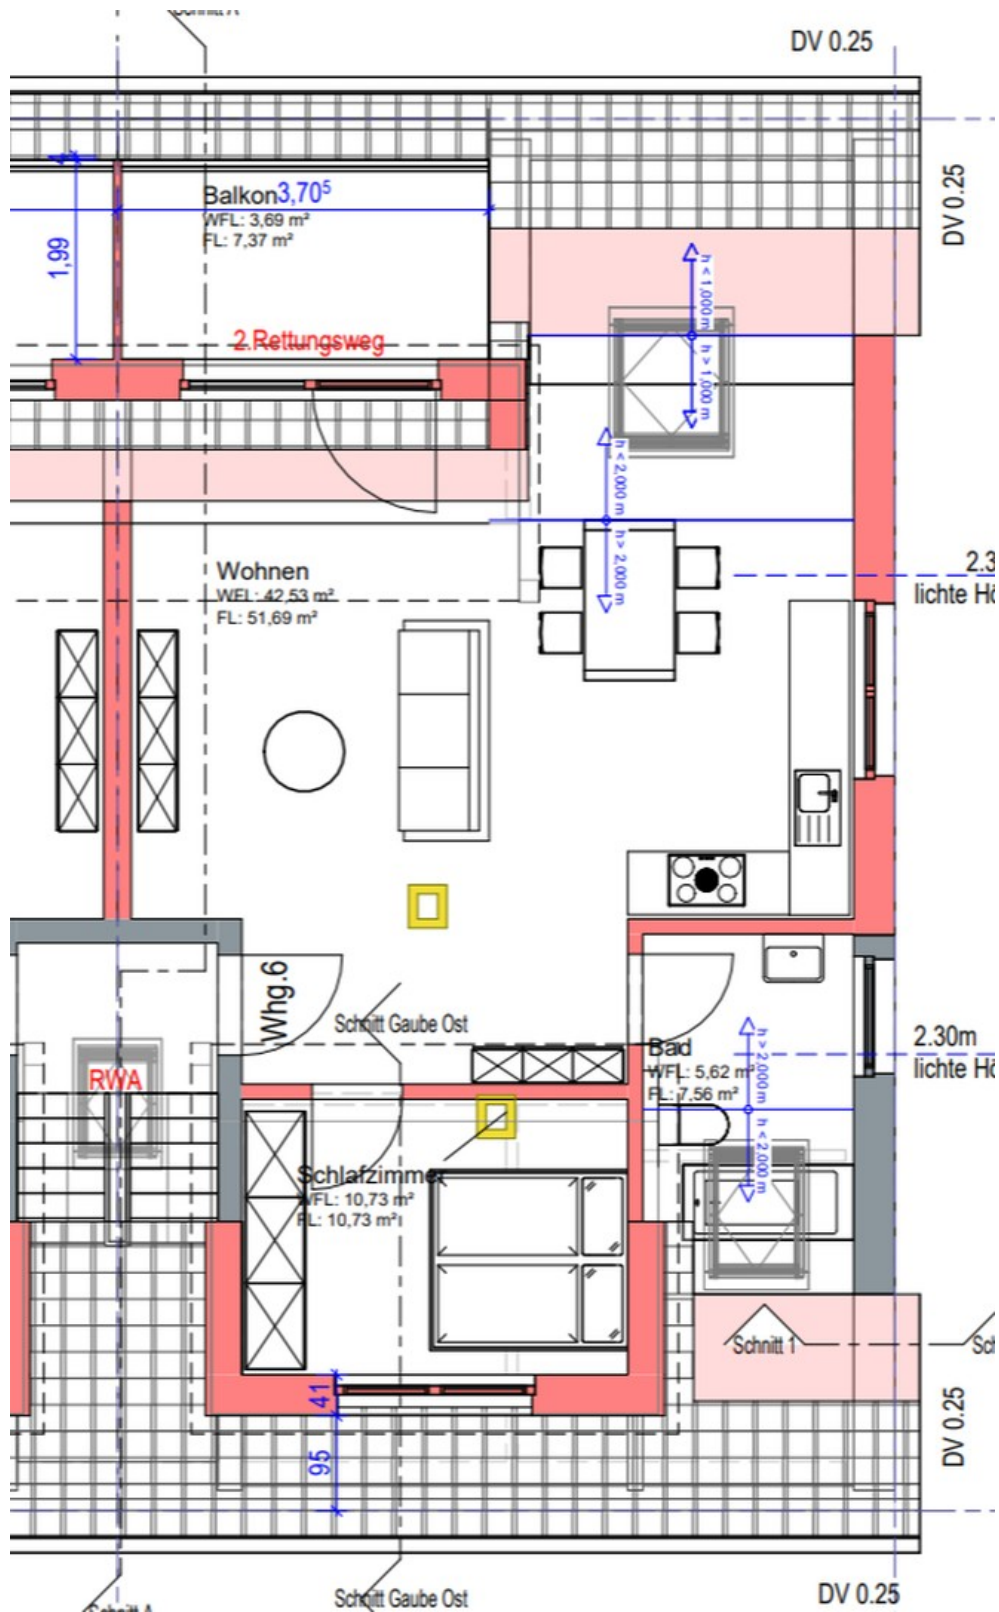 DV 0.25
DV 0.25
Balkon 3,70⁵
WFL: 3,69 m²
FL: 7,37 m²
1,99
h < 1,000 m
h > 1,000 m
2.Rettungsweg
h < 2,000 m
h > 2,000 m
Wohnen
WFL: 42,53 m²
FL: 51,69 m²
2.3
lichte Hö
Whg.6
Schnitt Gaube Ost
2.30m
lichte Hö
Bad
WFL: 5,62 m²
FL: 7,56 m²
h > 2,000 m
h < 2,000 m
RWA
Schlafzimmer
WFL: 10,73 m²
FL: 10,73 m²
Schnitt 1
Sch
41
95
DV 0.25
Schnitt Gaube Ost
DV 0.25